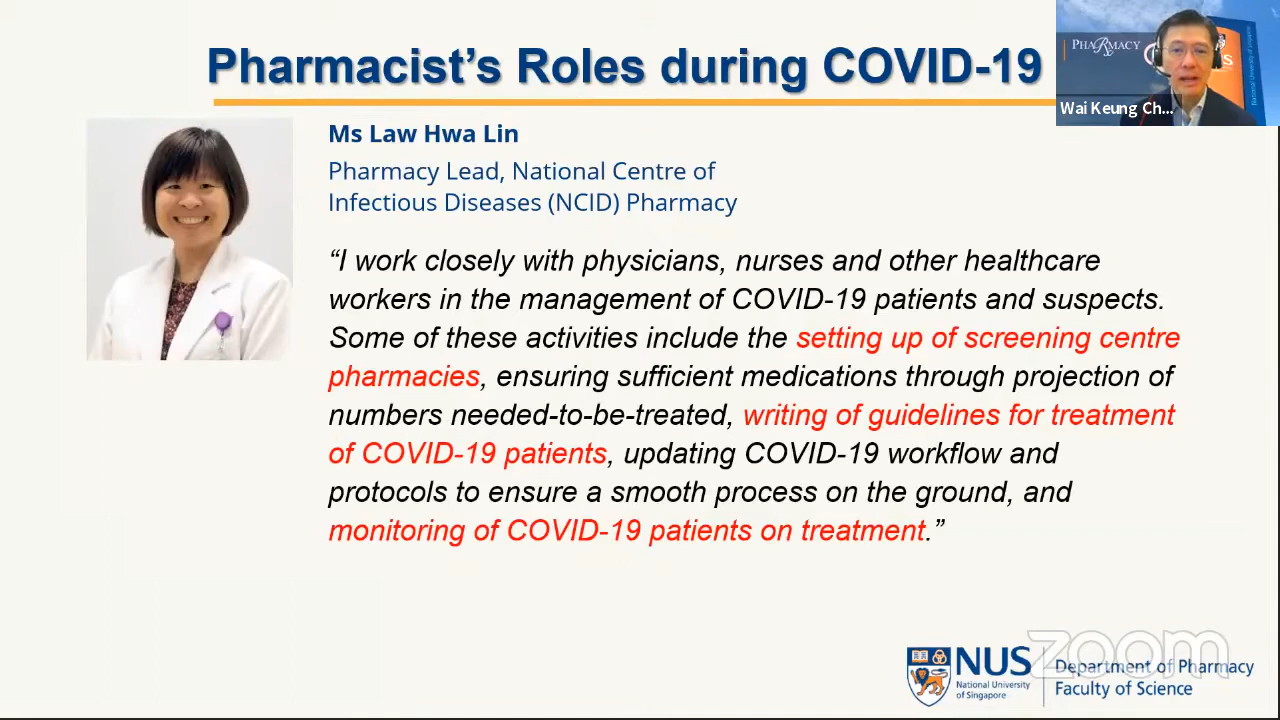 Pharmacist's Roles during COVID-19
PHARMACY
Wai Keung Ch...
Ms Law Hwa Lin
Pharmacy Lead, National Centre of
Infectious Diseases (NCID) Pharmacy
“I work closely with physicians, nurses and other healthcare
workers in the management of COVID-19 patients and suspects.
Some of these activities include the setting up of screening centre
pharmacies, ensuring sufficient medications through projection of
numbers needed-to-be-treated, writing of guidelines for treatment
of COVID-19 patients, updating COVID-19 workflow and
protocols to ensure a smooth process on the ground, and
monitoring of COVID-19 patients on treatment.”
NUS
National University
of Singapore
Department of Pharmacy
Faculty of Science
zoom